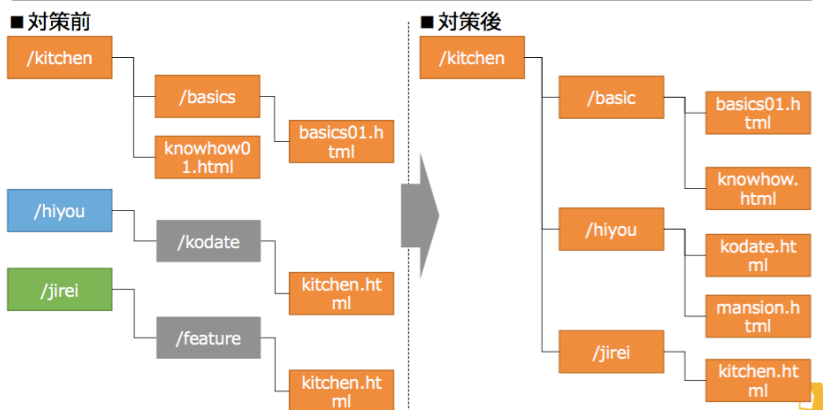 ■対策前
/kitchen
/basics
knowhow0
1.html
basics01.h
tml
/hiyou
/kodate
kitchen.ht
ml
/jirei
/feature
kitchen.ht
ml
■対策後
/kitchen
/basic
basics01.h
tml
knowhow.
html
/hiyou
kodate.ht
ml
mansion.h
tml
/jirei
kitchen.ht
ml